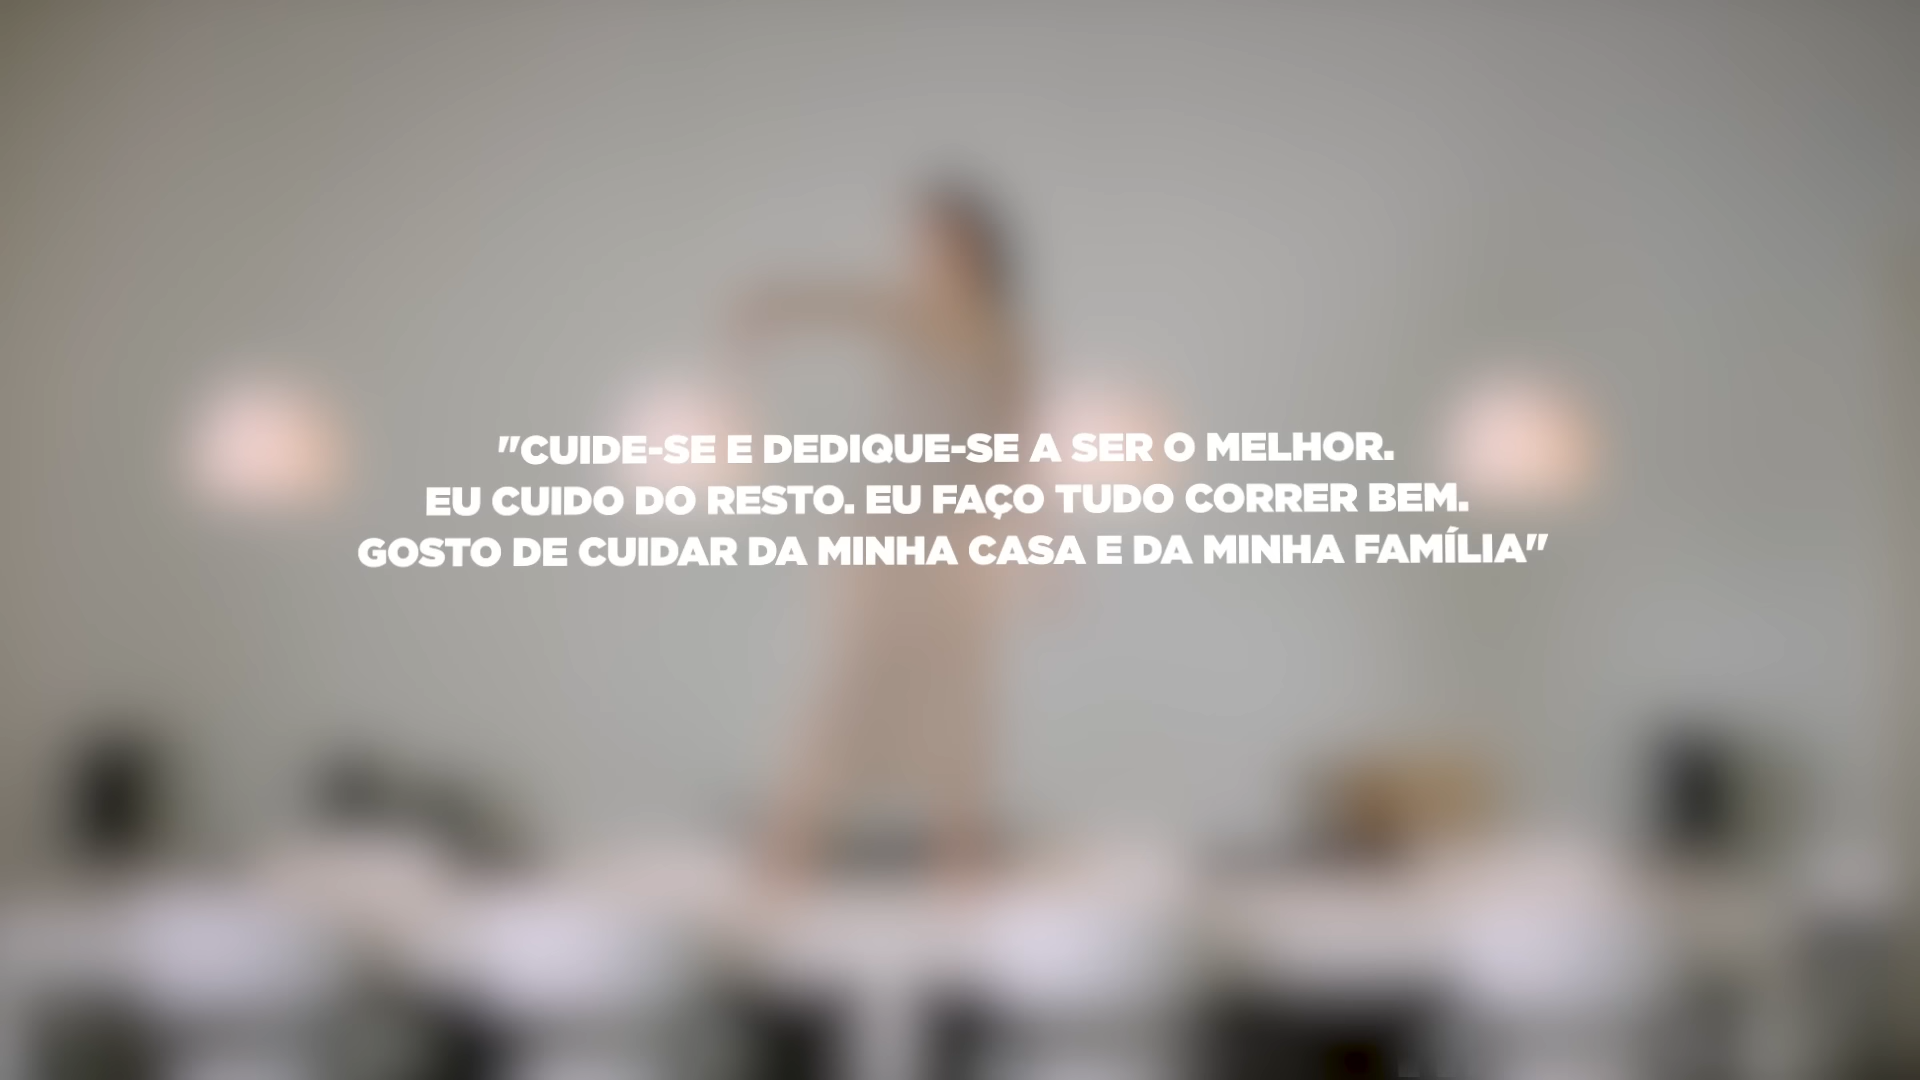 "CUIDE-SE E DEDIQUE-SE A SER O MELHOR.
EU CUIDO DO RESTO. EU FAÇO TUDO CORRER BEM.
GOSTO DE CUIDAR DA MINHA CASA E DA MINHA FAMÍLIA"